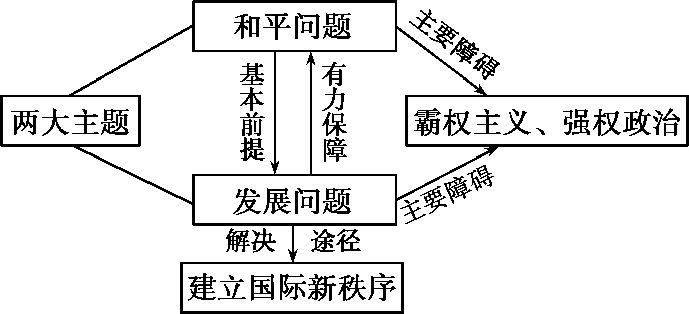 和平问题
主要障碍
基本前提
有力保障
两大主题
霸权主义、强权政治
发展问题
主要障碍
解决
途径
建立国际新秩序